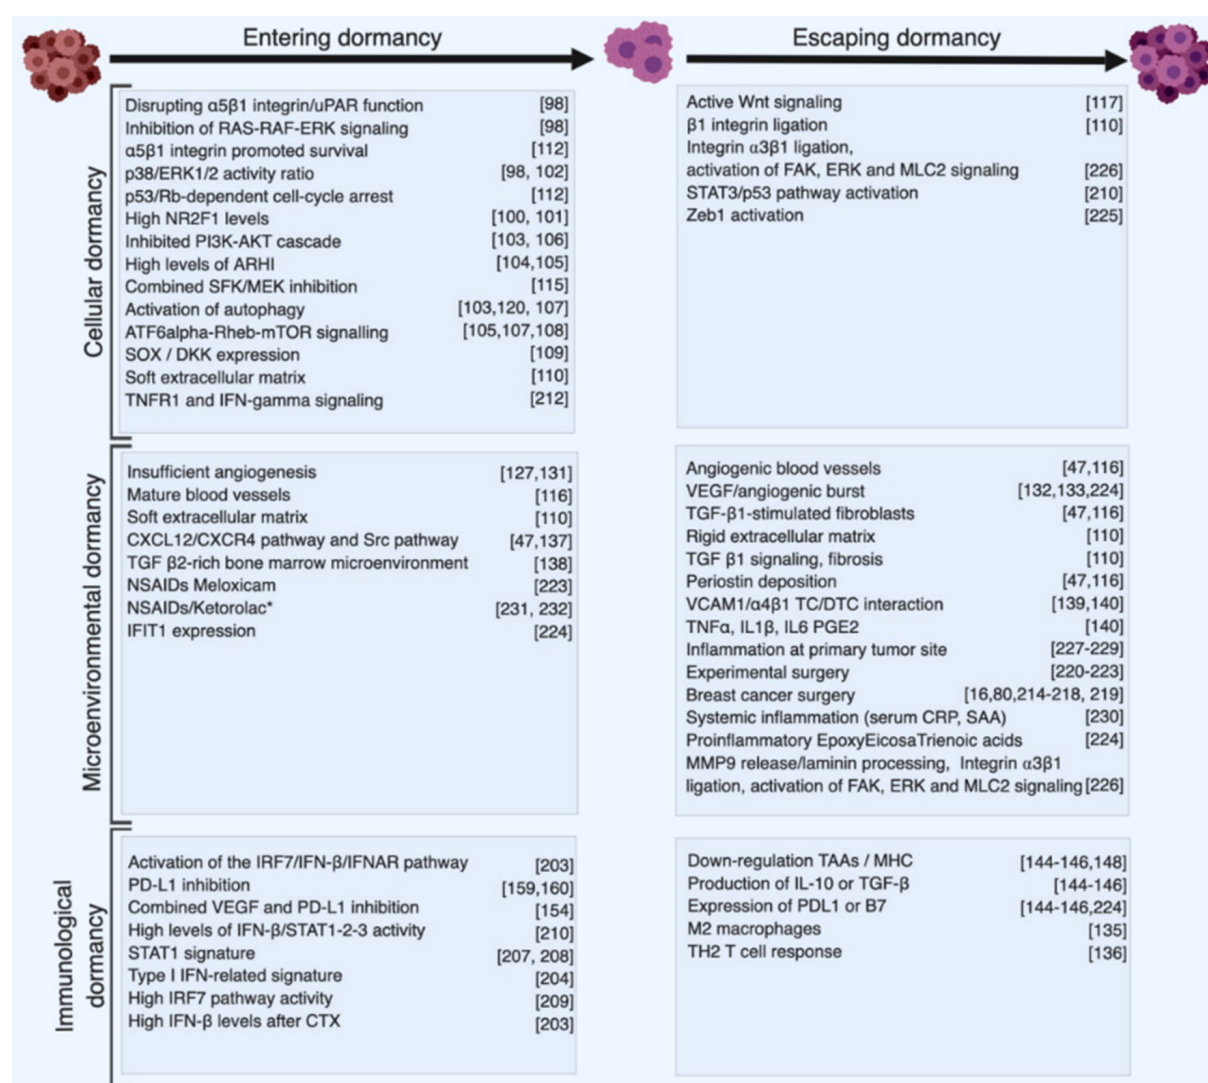 Entering dormancy
Escaping dormancy
Cellular dormancy
Disrupting α5β1 integrin/uPAR function [98]
Inhibition of RAS-RAF-ERK signaling [98]
α5β1 integrin promoted survival [112]
p38/ERK1/2 activity ratio [98, 102]
p53/Rb-dependent cell-cycle arrest [112]
High NR2F1 levels [100, 101]
Inhibited PI3K-AKT cascade [103, 106]
High levels of ARHI [104,105]
Combined SFK/MEK inhibition [115]
Activation of autophagy [103,120, 107]
ATF6alpha-Rheb-mTOR signalling [105,107,108]
SOX / DKK expression [109]
Soft extracellular matrix [110]
TNFR1 and IFN-gamma signaling [212]
Active Wnt signaling [117]
β1 integrin ligation [110]
Integrin α3β1 ligation,
activation of FAK, ERK and MLC2 signaling [226]
STAT3/p53 pathway activation [210]
Zeb1 activation [225]
Microenvironmental dormancy
Insufficient angiogenesis [127,131]
Mature blood vessels [116]
Soft extracellular matrix [110]
CXCL12/CXCR4 pathway and Src pathway [47,137]
TGF β2-rich bone marrow microenvironment [138]
NSAIDs Meloxicam [223]
NSAIDs/Ketorolac* [231, 232]
IFIT1 expression [224]
Angiogenic blood vessels [47,116]
VEGF/angiogenic burst [132,133,224]
TGF-β1-stimulated fibroblasts [47,116]
Rigid extracellular matrix [110]
TGF β1 signaling, fibrosis [110]
Periostin deposition [47,116]
VCAM1/α4β1 TC/DTC interaction [139,140]
TNFα, IL1β, IL6 PGE2 [140]
Inflammation at primary tumor site [227-229]
Experimental surgery [220-223]
Breast cancer surgery [16,80,214-218, 219]
Systemic inflammation (serum CRP, SAA) [230]
Proinflammatory EpoxyEicosaTrienoic acids [224]
MMP9 release/laminin processing, Integrin α3β1
ligation, activation of FAK, ERK and MLC2 signaling [226]
Immunological
dormancy
Activation of the IRF7/IFN-β/IFNAR pathway [203]
PD-L1 inhibition [159,160]
Combined VEGF and PD-L1 inhibition [154]
High levels of IFN-β/STAT1-2-3 activity [210]
STAT1 signature [207, 208]
Type I IFN-related signature [204]
High IRF7 pathway activity [209]
High IFN-β levels after CTX [203]
Down-regulation TAAs / MHC [144-146,148]
Production of IL-10 or TGF-β [144-146]
Expression of PDL1 or B7 [144-146,224]
M2 macrophages [135]
TH2 T cell response [136]